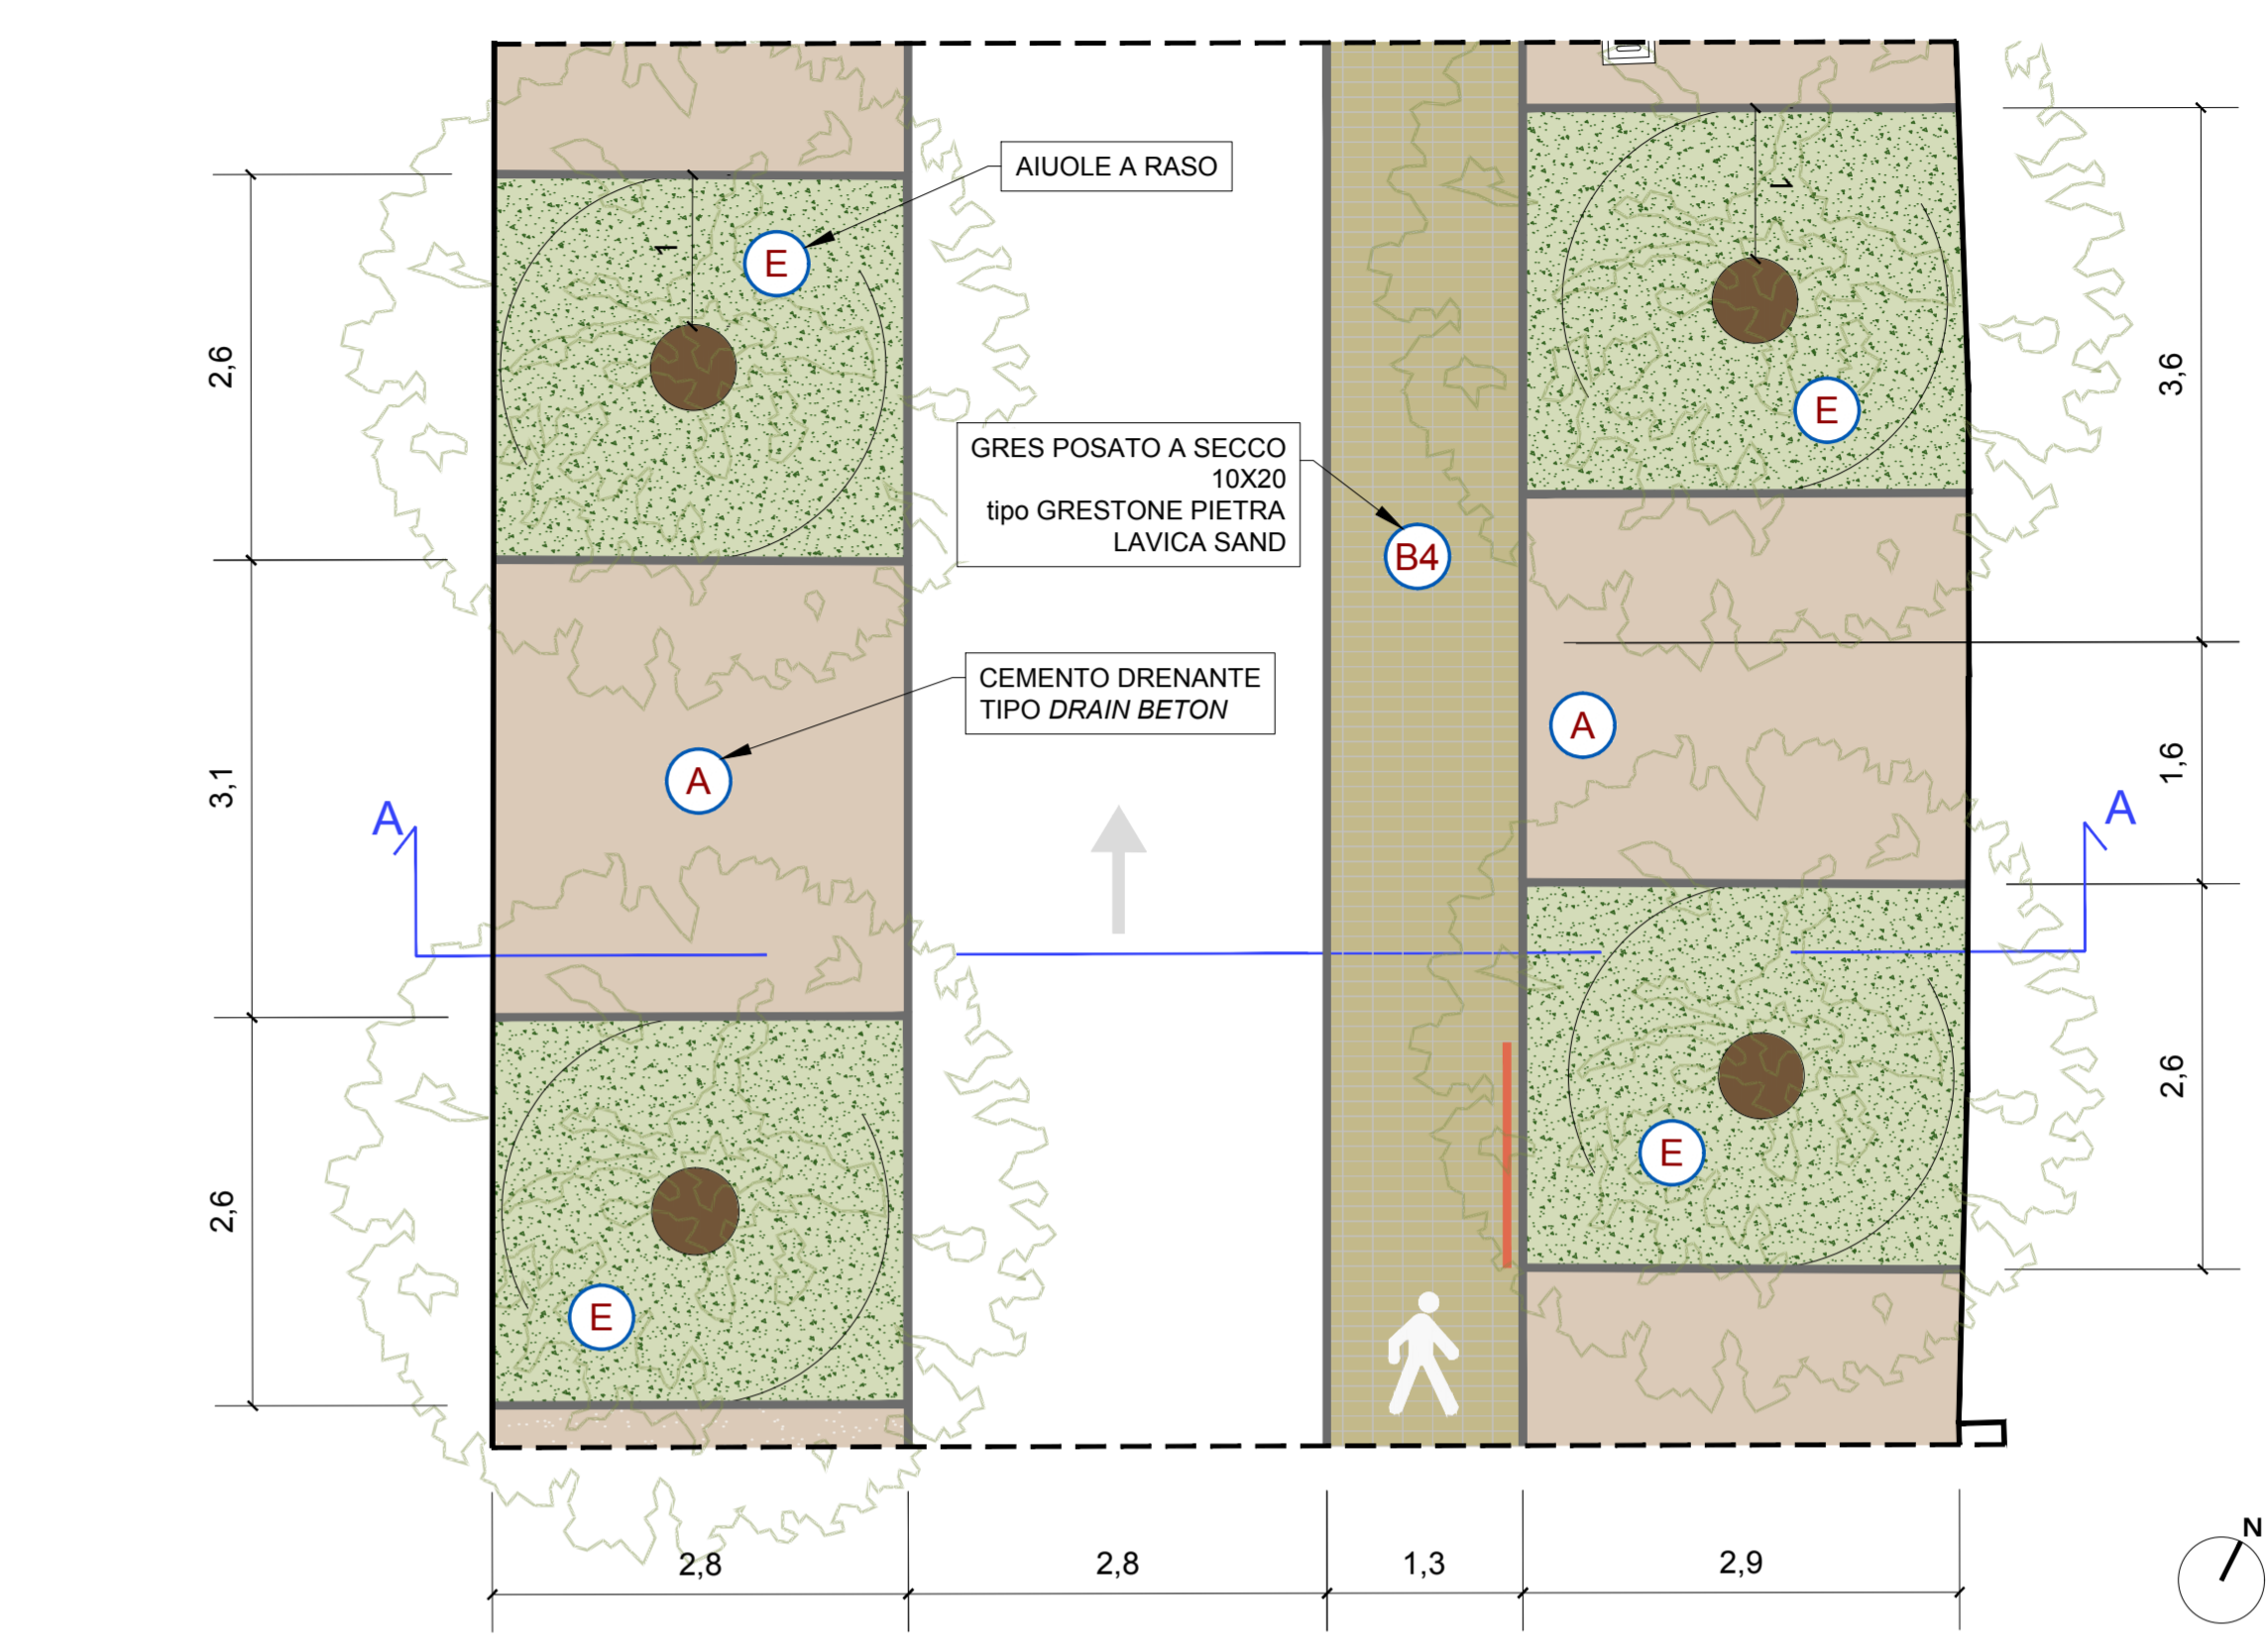 AIUOLE A RASO
1
1
E
2,6
3,6
E
GRES POSATO A SECCO
10X20
tipo GRESTONE PIETRA
LAVICA SAND
B4
CEMENTO DRENANTE
TIPO DRAIN BETON
A
A
3,1
1,6
A
A
2,6
2,6
E
E
2,8
2,8
1,3
2,9
N